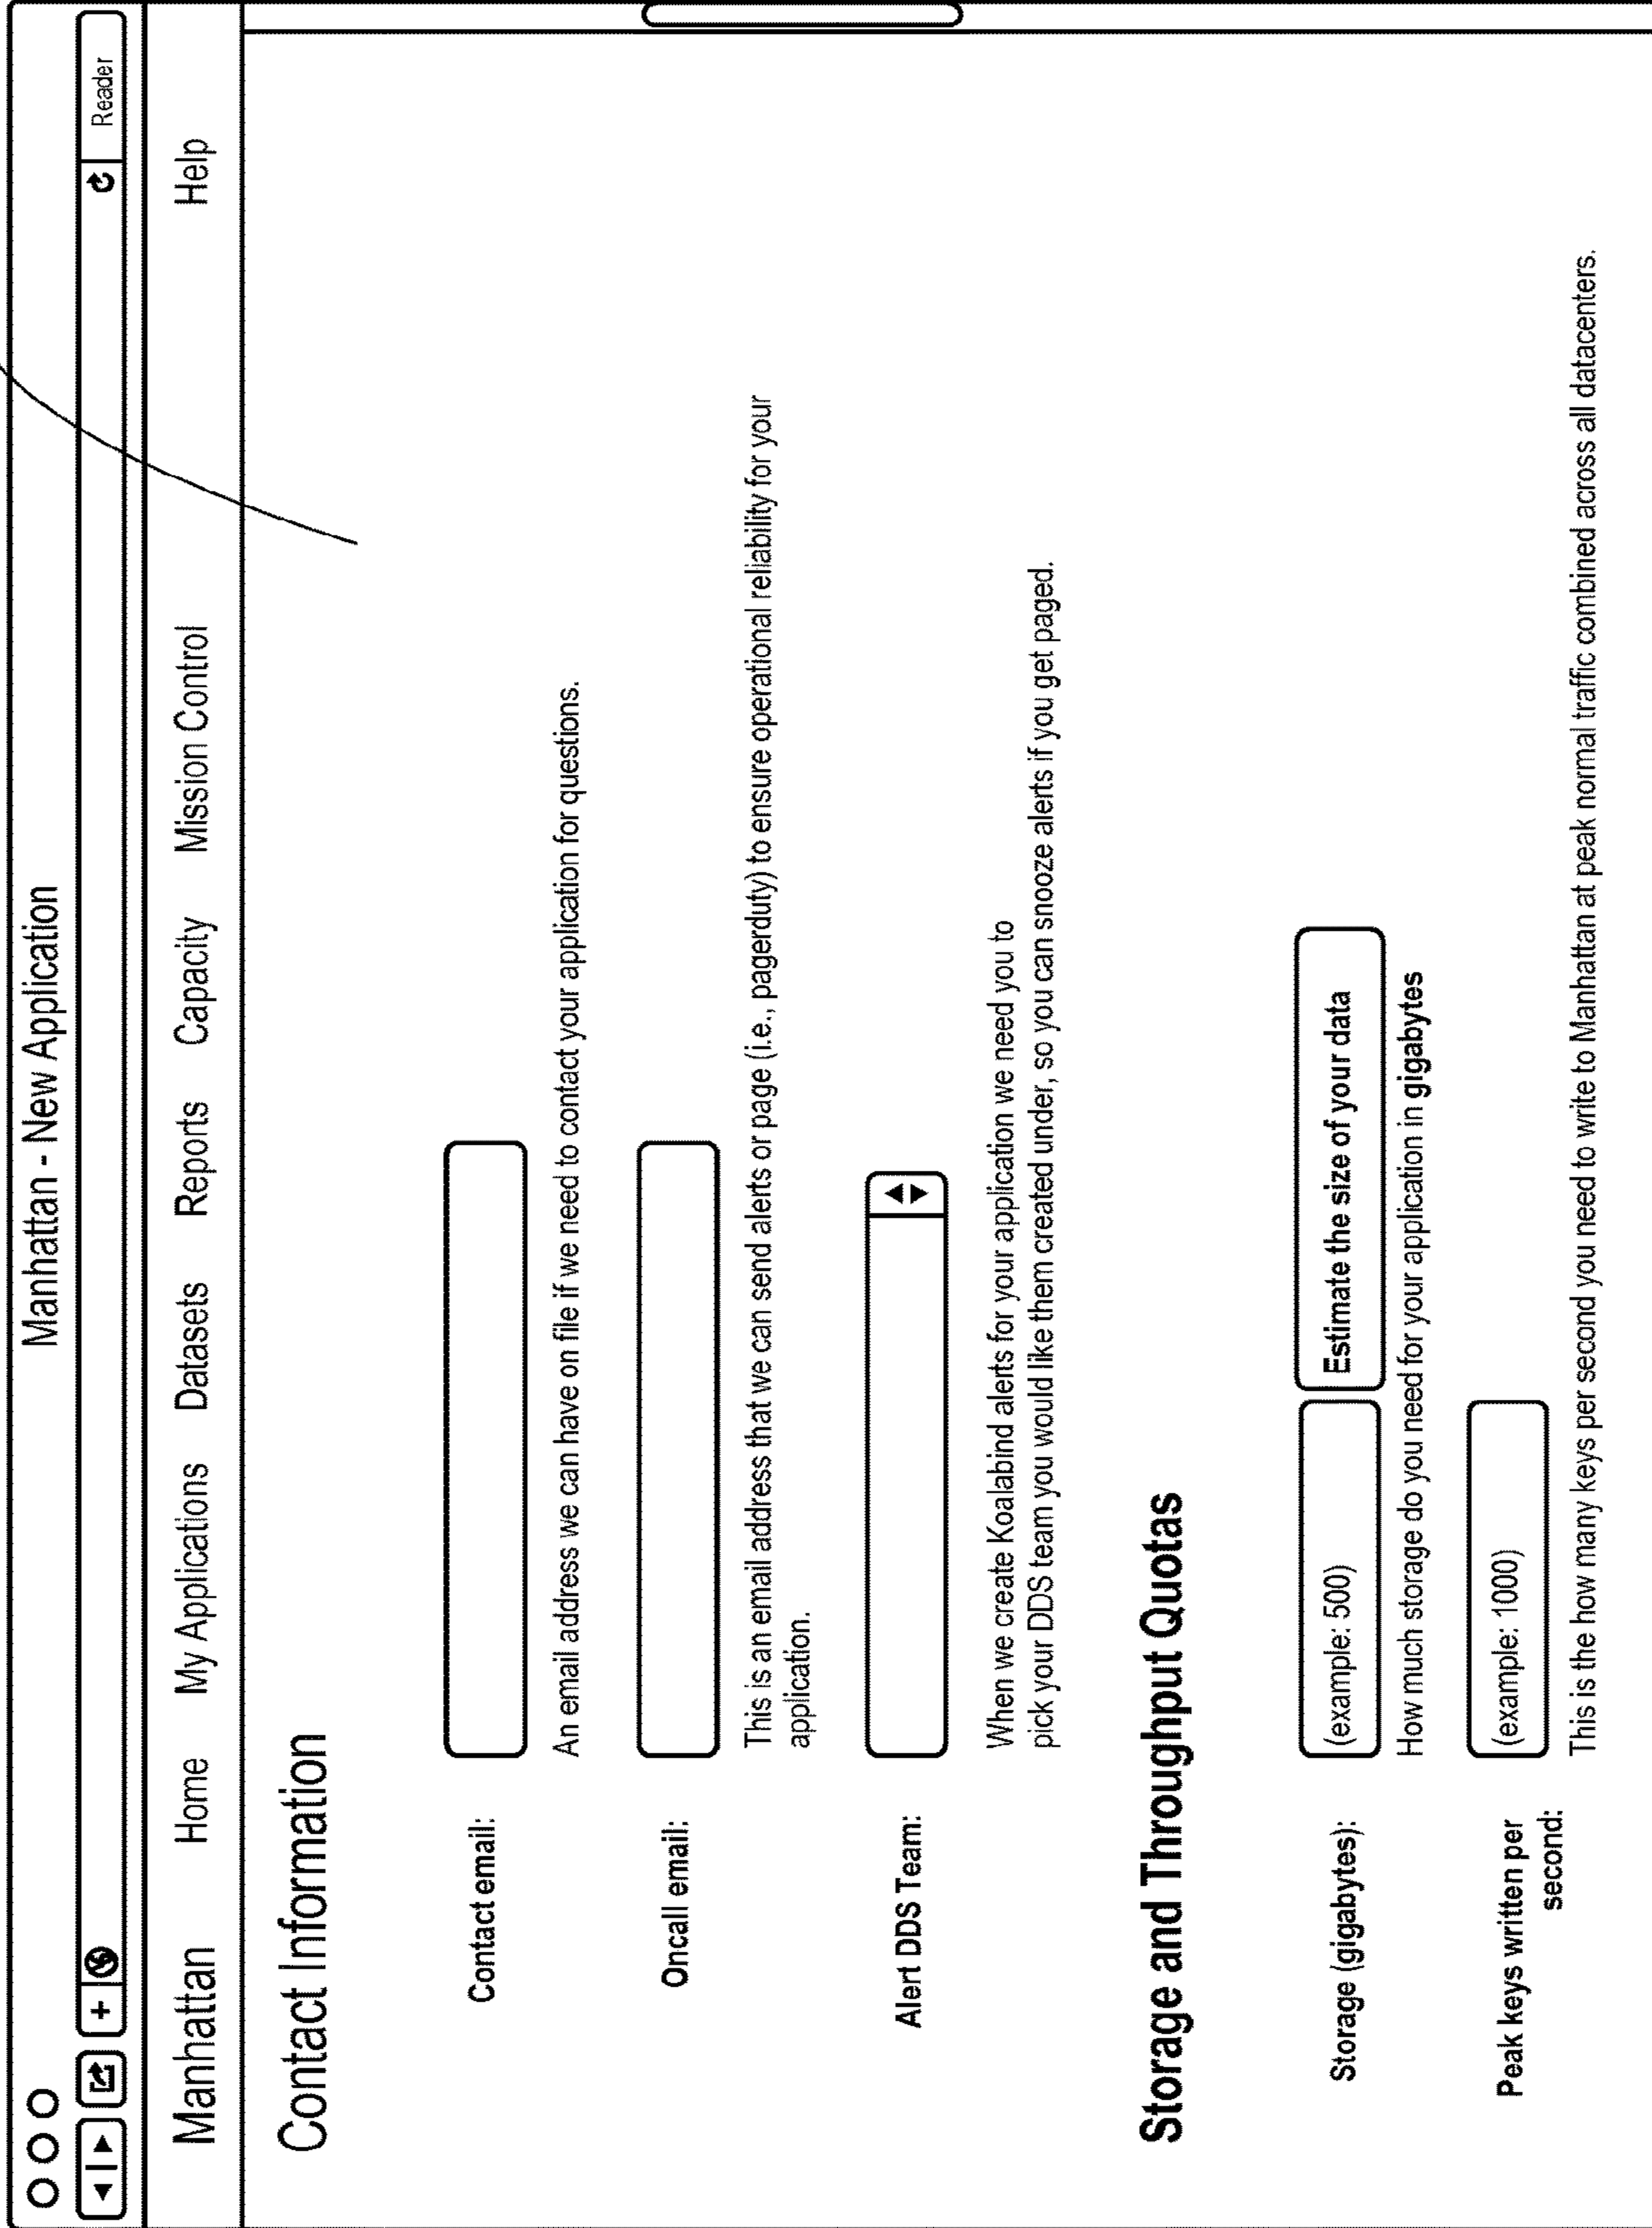 Manhattan - New Application
Reader
Manhattan Home My Applications Datasets Reports Capacity Mission Control Help
Contact Information
Contact email:
An email address we can have on file if we need to contact your application for questions.
Oncall email:
This is an email address that we can send alerts or page (i.e., pagerduty) to ensure operational reliability for your
application.
Alert DDS Team:
When we create Koalabind alerts for your application we need you to
pick your DDS team you would like them created under, so you can snooze alerts if you get paged.
Storage and Throughput Quotas
Storage (gigabytes): (example: 500) Estimate the size of your data
How much storage do you need for your application in gigabytes
Peak keys written per
second:
(example: 1000)
This is the how many keys per second you need to write to Manhattan at peak normal traffic combined across all datacenters.